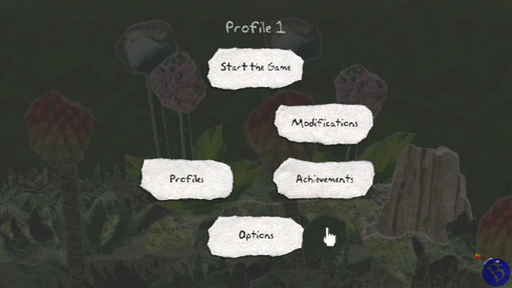 Profile 1
Start the Game
Modifications
Profiles
Achievements
Options
B